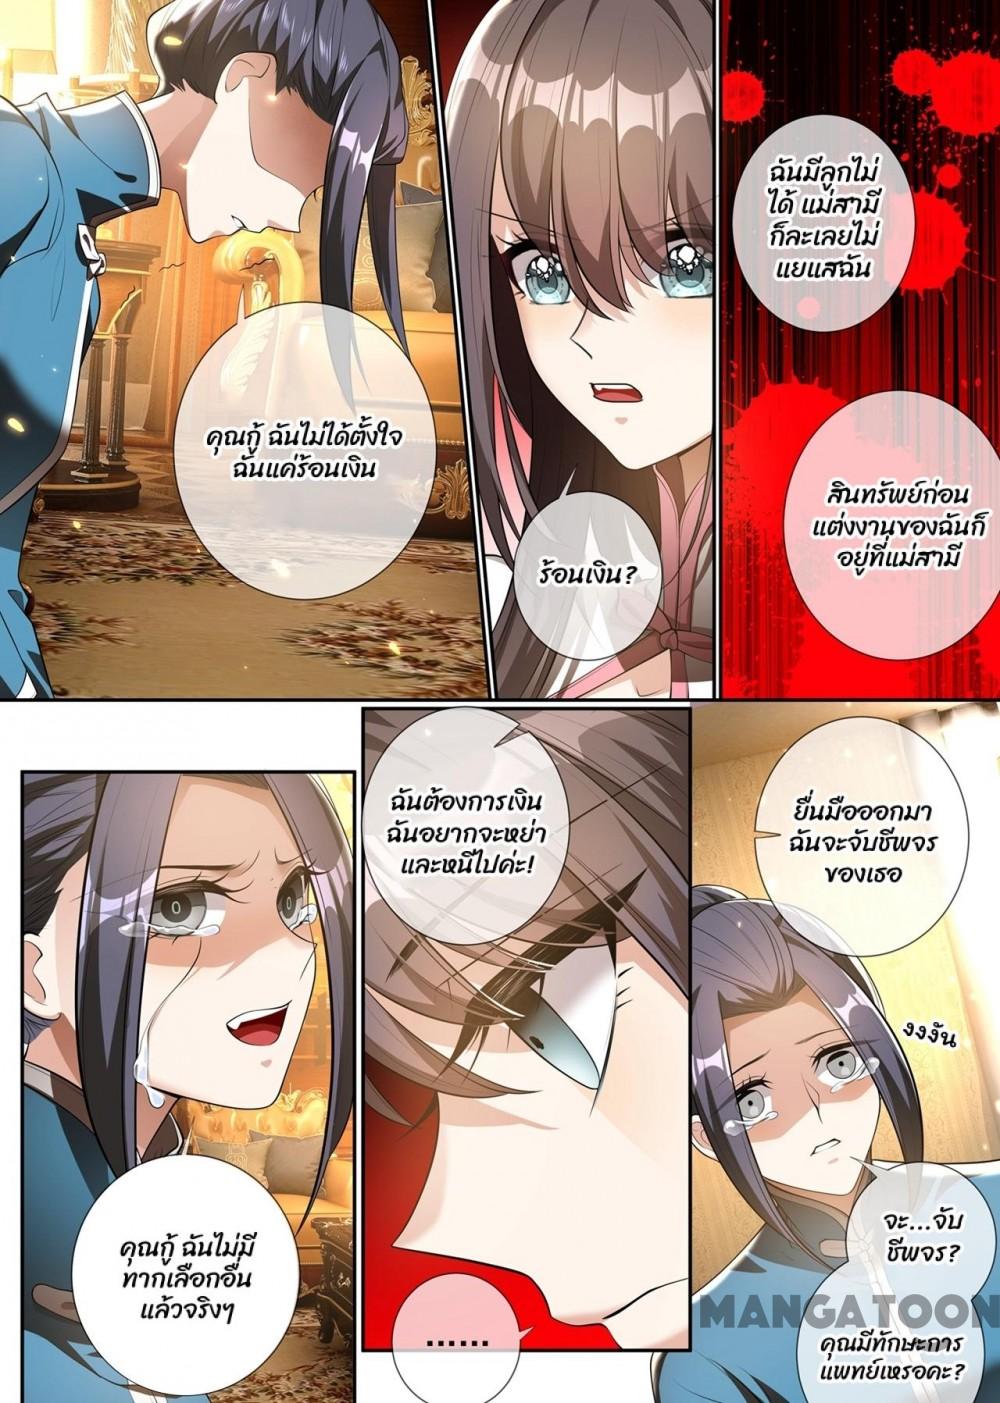 คุณกู้ ฉันไม่ได้ตั้งใจ
ฉันแค่ร้อนเงิน
ร้อนเงิน?
ฉันมีลูกไม่
ได้ แม่สามี
ก็ละเลยไม่
แยแสฉัน
สินทรัพย์ก่อน
แต่งงานของฉันก็
อยู่ที่แม่สามี
คุณกู้ ฉันไม่มี
ทากเลือกอื่น
แล้วจริงๆ
ฉันต้องการเงิน
ฉันอยากจะหย่า
และหนีไปค่ะ!
......
ยื่นมือออกมา
ฉันจะจับชีพจร
ของเธอ
งงงัน
จะ...จับ
ชีพจร?
คุณมีทักษะการ
แพทย์เหรอคะ?
MANGATOON